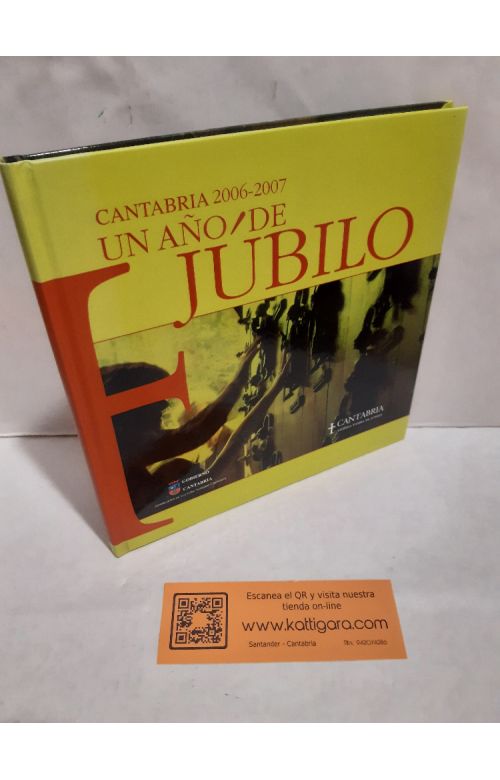 CANTABRIA 2006-2007
UN AÑO DE
JÚBILO
CANTABRIA
GOBIERNO
CANTABRIA
Escanea el QR y visita nuestra
tienda on-line
www.kattigara.com
Santander - Cantabria